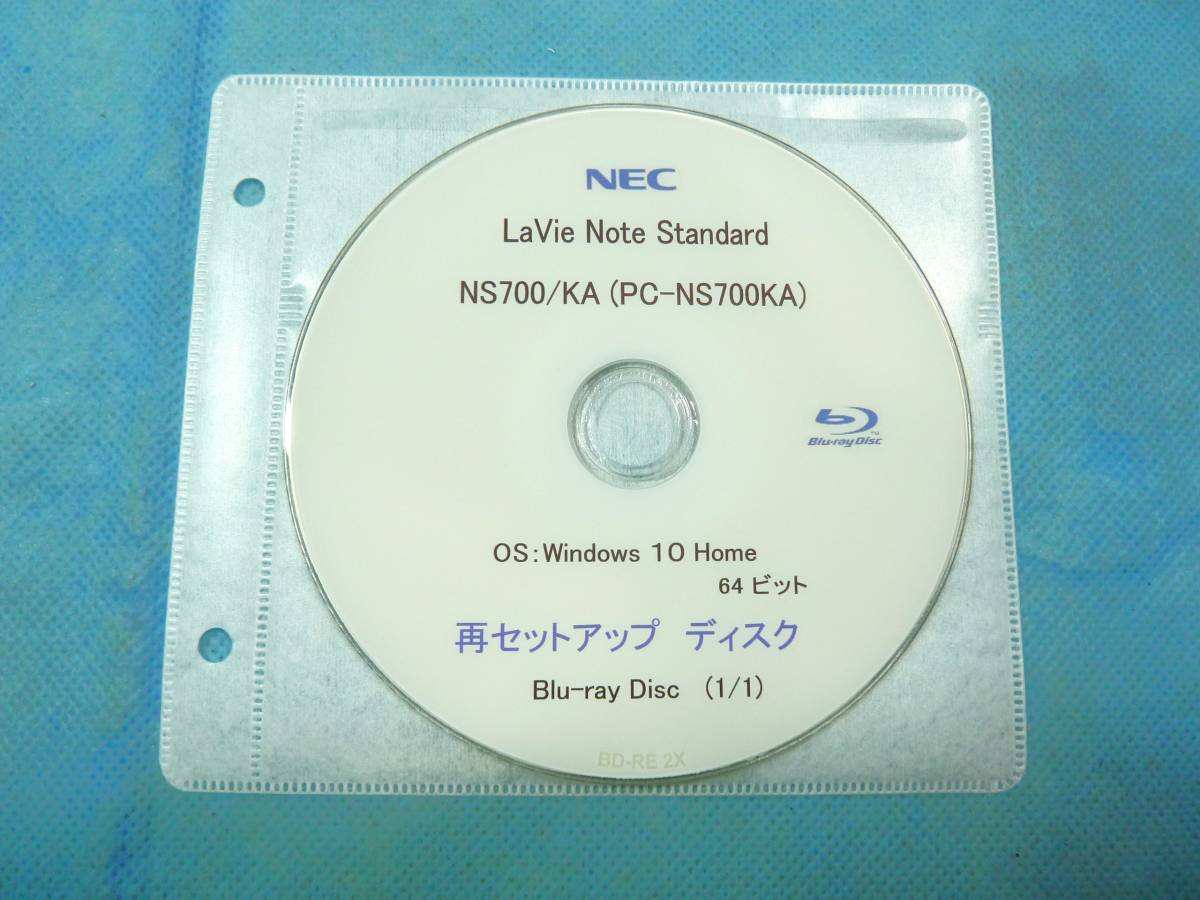 NEC
LaVie Note Standard
NS700/KA (PC-NS700KA)
Blu-ray Disc™
OS:Windows 10 Home
64 ビット
再セットアップ ディスク
Blu-ray Disc (1/1)
BD-RE 2X